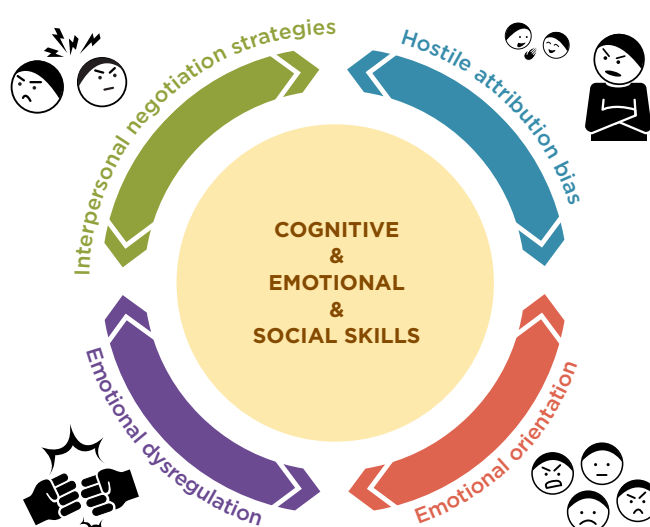 Interpersonal negotiation strategies
Hostile attribution bias
COGNITIVE
&
EMOTIONAL
&
SOCIAL SKILLS
Emotional dysregulation
Emotional orientation